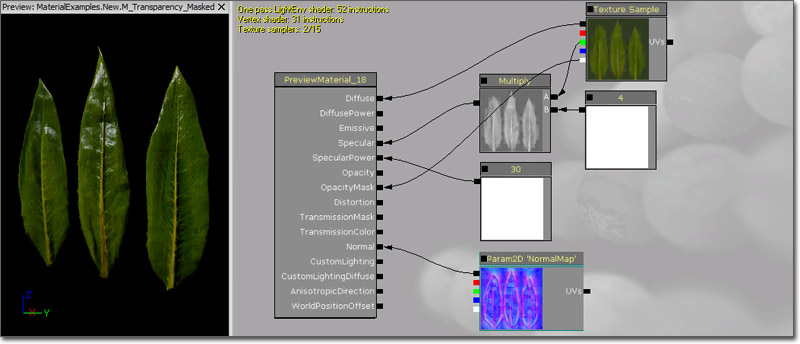 Preview: MaterialExamples.New.M_Transparency_Masked
One pass LightEnv shader: 52 instructions
Vertex shader: 31 instructions
Texture samplers: 2/15
Texture Sample
UVs
PreviewMaterial_18
Diffuse
DiffusePower
Emissive
Specular
SpecularPower
Opacity
OpacityMask
Distortion
TransmissionMask
TransmissionColor
Normal
CustomLighting
CustomLightingDiffuse
AnisotropicDirection
WorldPositionOffset
Multiply
A
B
4
30
Param2D 'NormalMap'
UVs
Z
X
Y